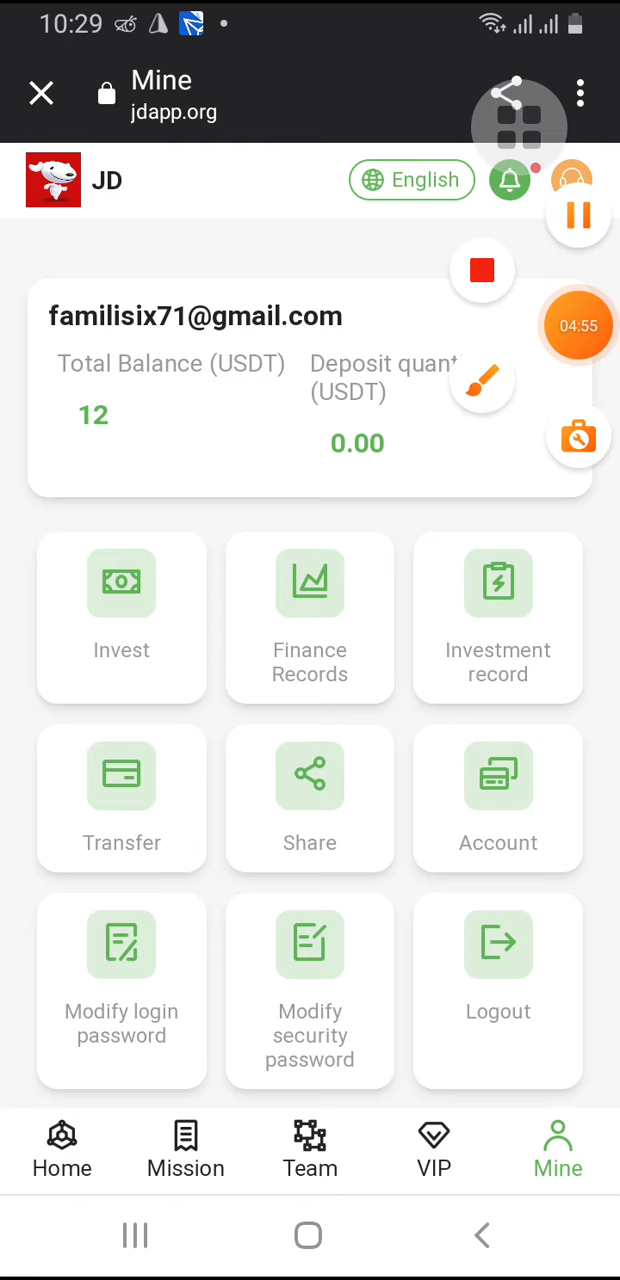 10:29
Mine
jdapp.org
JD
English
familisix71@gmail.com
04:55
Total Balance (USDT)
Deposit
(USDT)
12
0.00
Invest
Finance
Records
Investment
record
Transfer
Share
Account
Modify login
password
Modify
security
password
Logout
Home
Mission
Team
VIP
Mine